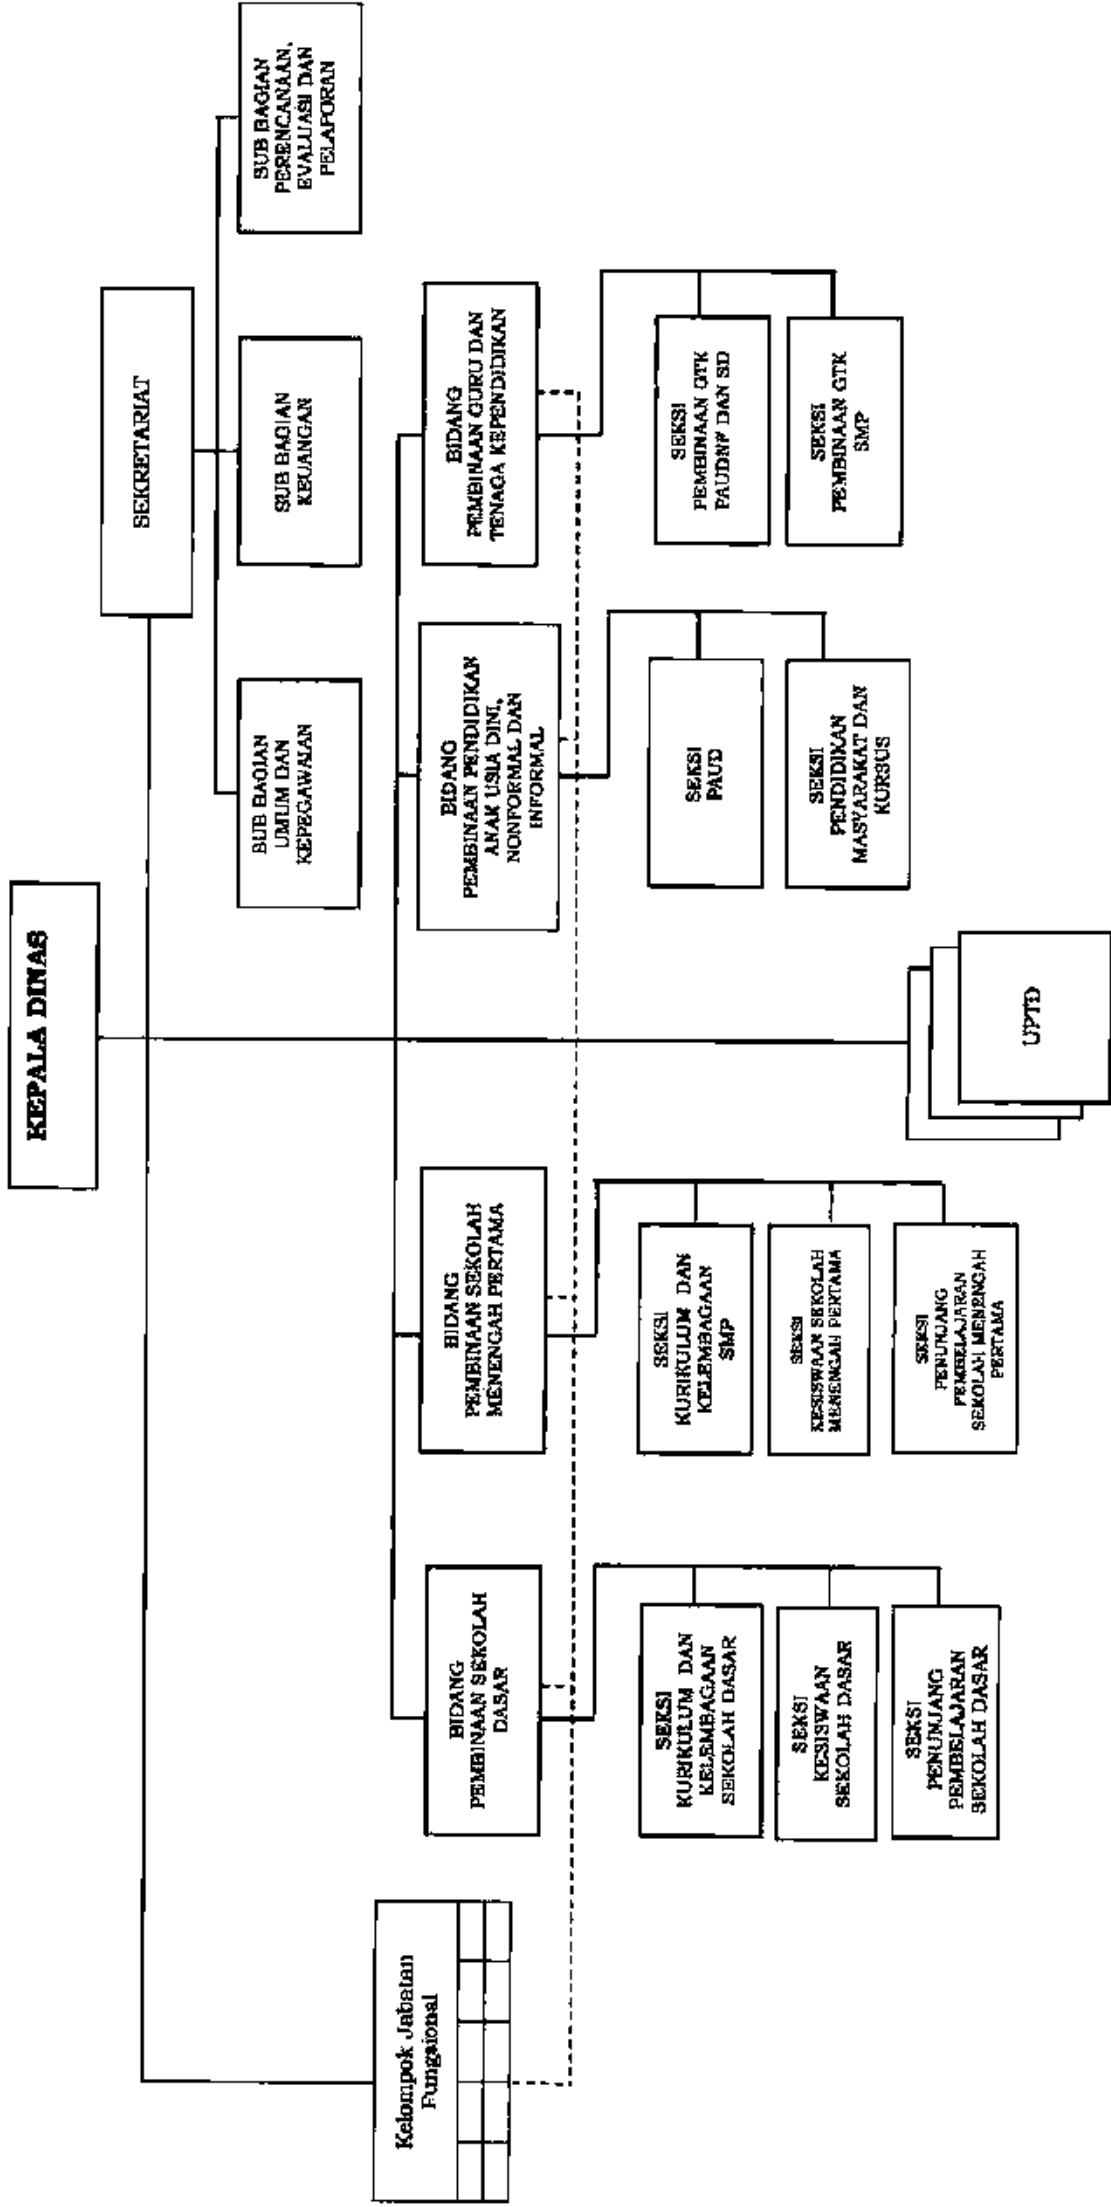 KEPALA DINAS
SEKRETARIAT
SUB BAGIAN
UMUM DAN
KEPEGAWAIAN
SUB BAGIAN
KEUANGAN
SUB BAGIAN
PERENCANAAN,
EVALUASI DAN
PELAPORAN
Kelompok Jabatan
Fungsional
BIDANG
PEMBINAAN SEKOLAH
DASAR
BIDANG
PEMBINAAN SEKOLAH
MENENGAH PERTAMA
BIDANG
PEMBINAAN PENDIDIKAN
ANAK USIA DINI,
NONFORMAL DAN
INFORMAL
BIDANG
PEMBINAAN GURU DAN
TENAGA KEPENDIDIKAN
SEKSI
KURIKULUM DAN
KELEMBAGAAN
SEKOLAH DASAR
SEKSI
KESISWAAN
SEKOLAH DASAR
SEKSI
PENUNJANG
PEMBELAJARAN
SEKOLAH DASAR
SEKSI
KURIKULUM DAN
KELEMBAGAAN
SMP
SEKSI
KESISWAAN SEKOLAH
MENENGAH PERTAMA
SEKSI
PENUNJANG
PEMBELAJARAN
SEKOLAH MENENGAH
PERTAMA
SEKSI
PAUD
SEKSI
PENDIDIKAN
MASYARAKAT DAN
KURSUS
SEKSI
PEMBINAAN GTK
PAUDNF DAN SD
SEKSI
PEMBINAAN GTK
SMP
UPTD